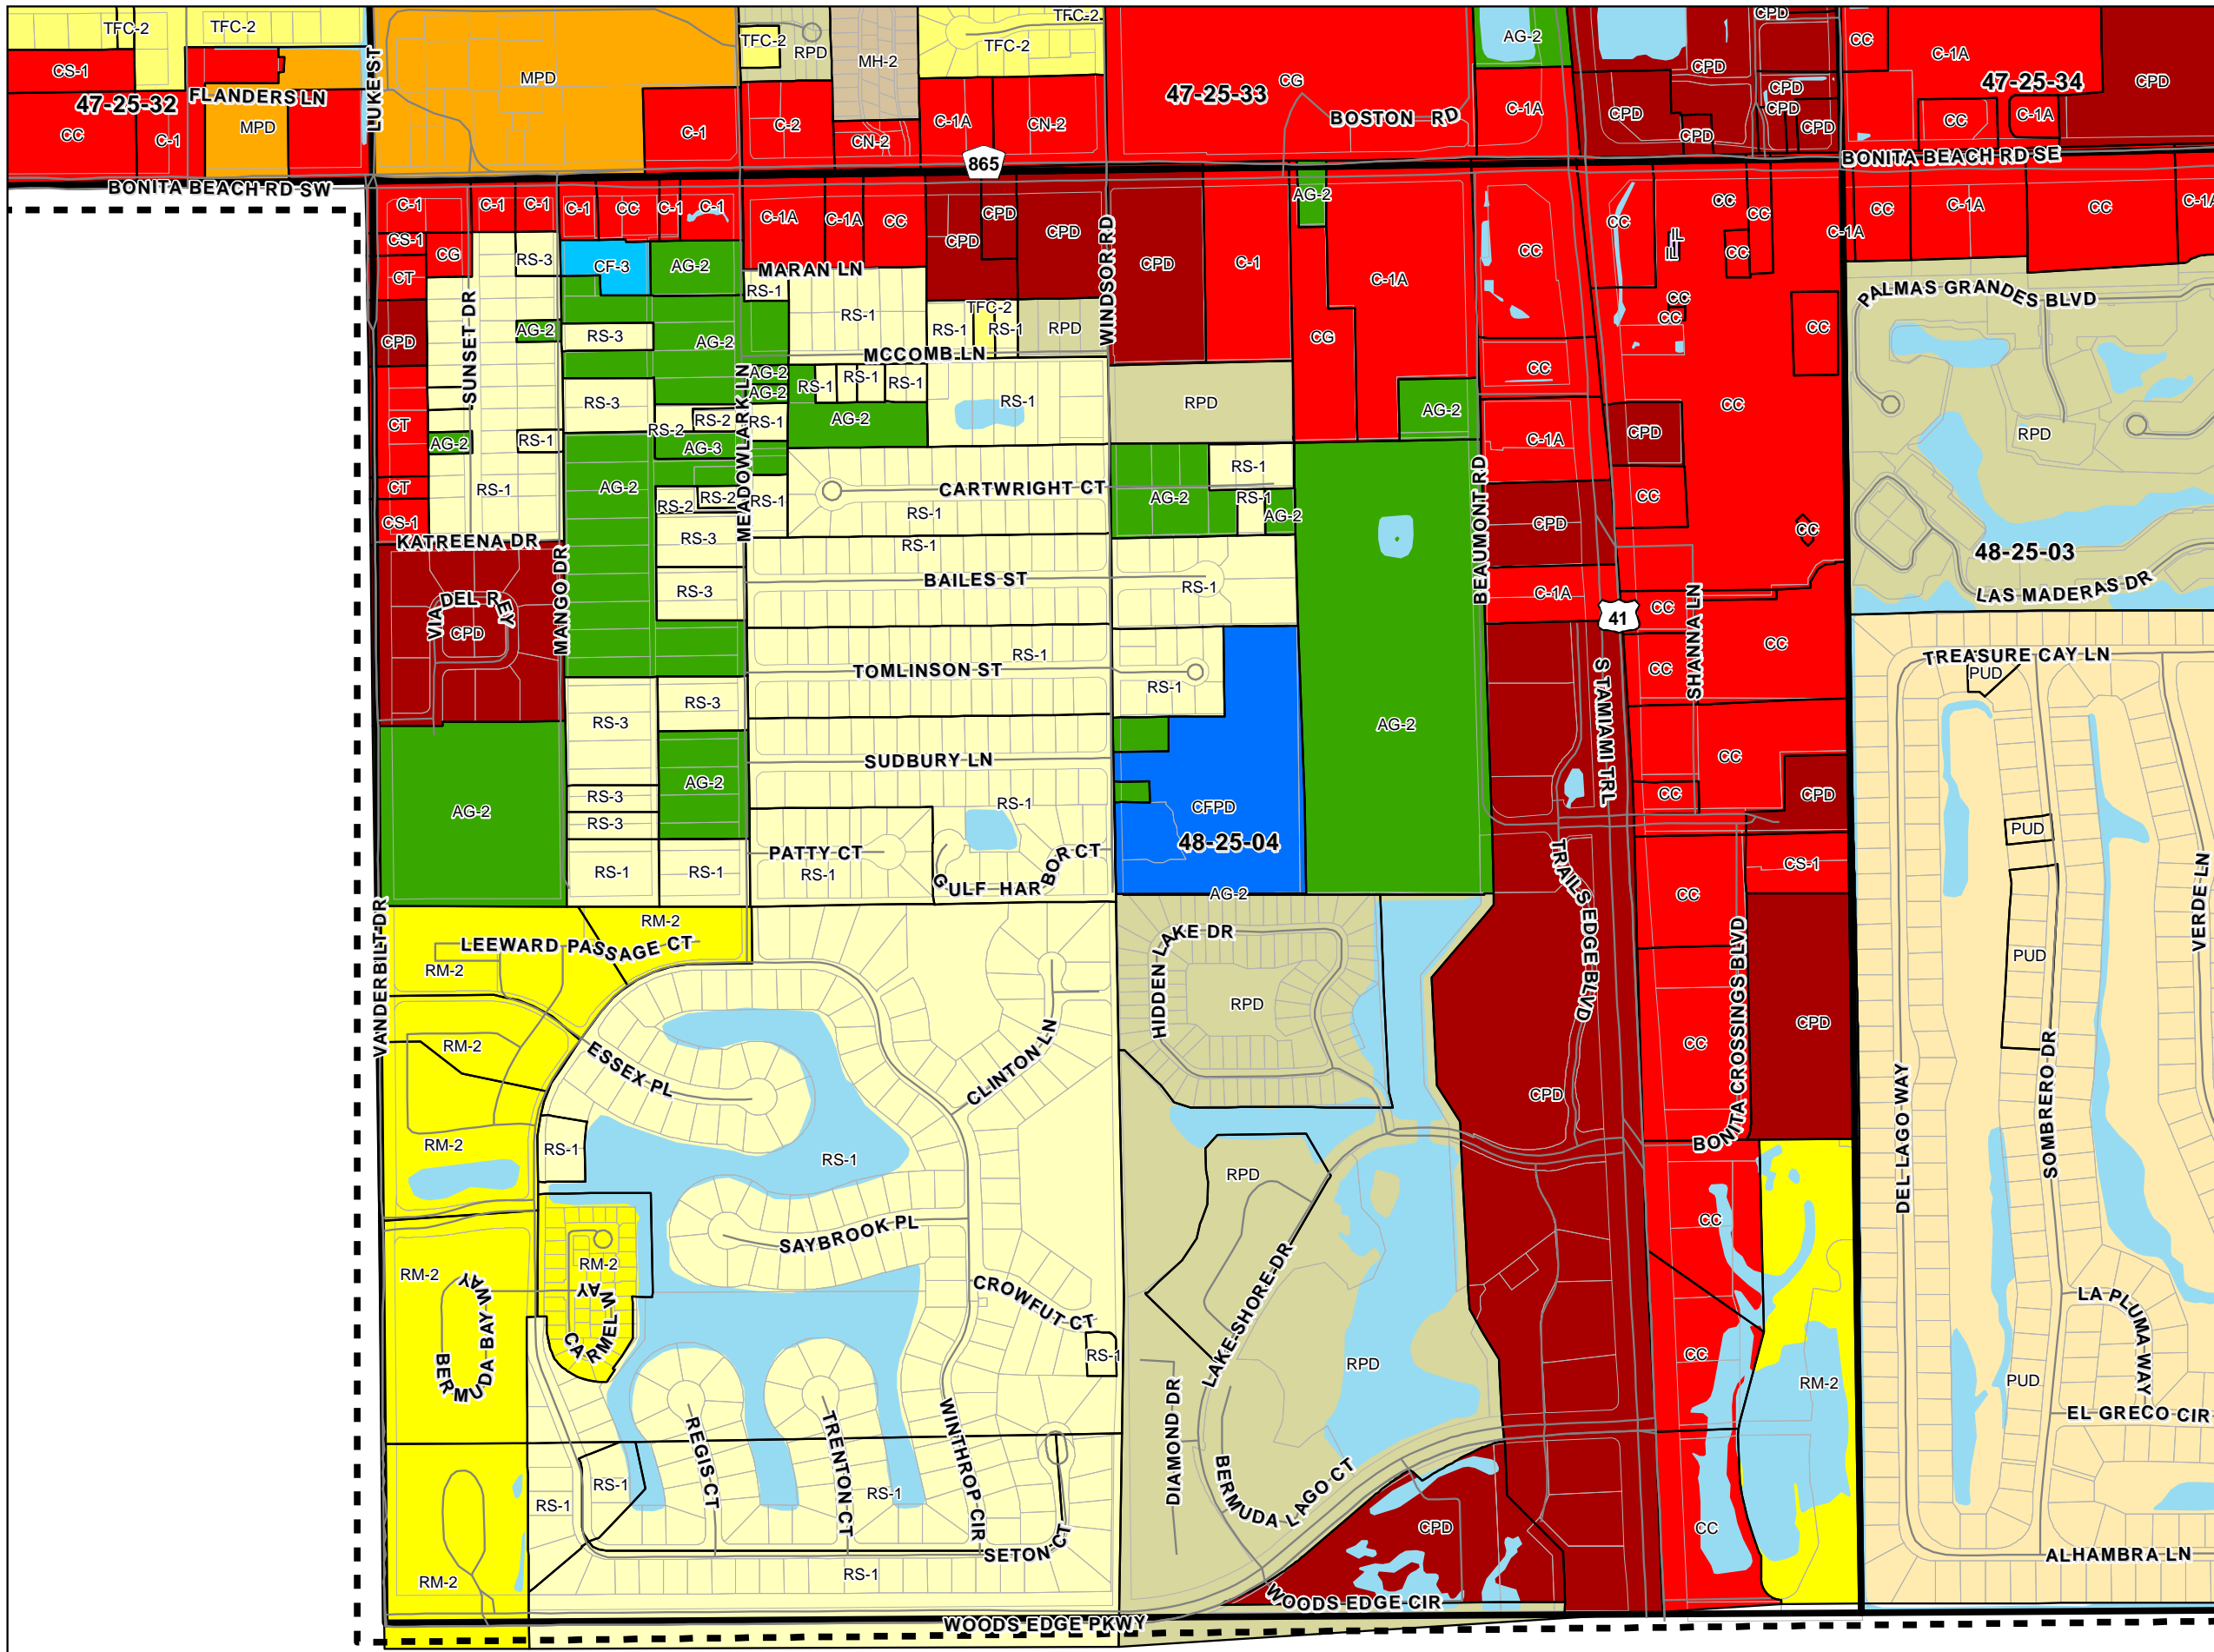 TFC-2
TFC-2
TFC-2
TFC-2
TFC-2
RPD
MH-2
CG
AG-2
CPD
CPD
CC
C-1A
CPD
CS-1
47-25-32
FLANDERS LN
LUKE ST
MPD
47-25-33
47-25-34
CC
C-1
MPD
C-1
C-2
CN-2
C-1A
CN-2
BOSTON RD
C-1A
CPD
CPD
CPD
CPD
CPD
CC
C-1A
865
BONITA BEACH RD SW
BONITA BEACH RD SE
C-1
C-1
C-1
C-1
CC
C-1
C-1
C-1A
C-1A
CC
CPD
CPD
CPD
AG-2
CC
CC
CC
CC
C-1A
CC
C-1A
CC
C-1A
CS-1
CG
RS-3
CF-3
AG-2
MARAN LN
WINDSOR RD
CPD
C-1
C-1A
CC
IL
IL
CC
CT
SUNSET DR
RS-1
RS-1
TFC-2
PALMAS GRANDES BLVD
CPD
AG-2
RS-3
AG-2
RS-1
RS-1
RPD
CG
CC
CC
CC
MCCOMB LN
AG-2
AG-2
RS-1
RS-1
RS-1
RS-1
CC
RS-3
MEADOWLARK LN
RPD
AG-2
CC
CT
AG-2
RS-1
RS-2
RS-2
RS-1
AG-2
AG-3
C-1A
CPD
RPD
CT
RS-1
AG-2
RS-2
RS-2
RS-1
CARTWRIGHT CT
RS-1
AG-2
RS-1
RS-1
AG-2
BEAUMONT RD
CC
CS-1
KATREENA DR
RS-3
RS-1
CPD
CC
48-25-03
MANGO DR
RS-3
BAILES ST
RS-1
C-1A
CC
SHANNA LN
LAS MADERAS DR
VIA DEL REY
CPD
RS-1
TOMLINSON ST
41
CC
CC
TREASURE CAY LN
PUD
RS-3
RS-3
RS-1
AG-2
S TAMIAMI TRL
SUDBURY LN
CC
AG-2
RS-3
AG-2
RS-1
CFPD
CC
CPD
RS-3
48-25-04
PUD
PATTY CT
GULF HARBOR CT
RS-1
RS-1
RS-1
AG-2
TRAILS EDGE BLVD
CS-1
CC
VERDE LN
VANDERBILT DR
RM-2
LEEWARD PASSAGE CT
RM-2
HIDDEN LAKE DR
RPD
BONITA CROSSINGS BLVD
PUD
RM-2
ESSEX PL
CLINTON LN
CPD
CC
CPD
RM-2
RS-1
RS-1
RPD
BONITA
DEL LAGO WAY
SOMBRERO DR
SAYBROOK PL
CC
RM-2
BERMUDA BAY WAY
WAY
RM-2
CARMEL WAY
CROWFUT CT
RS-1
LAKE SHORE DR
RPD
CC
RM-2
LA PLUMA WAY
PUD
EL GRECO CIR
REGIS CT
TRENTON CT
WINTHROP CIR
DIAMOND DR
BERMUDA LAGO CT
RS-1
RS-1
RS-1
SETON CT
CPD
CC
ALHAMBRA LN
RM-2
RS-1
WOODS EDGE CIR
WOODS EDGE PKWY